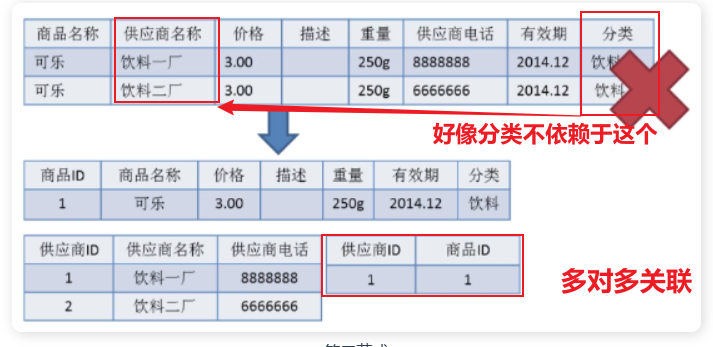 商品名称 供应商名称 价格 描述 重量 供应商电话 有效期 分类
可乐 饮料一厂 3.00 250g 8888888 2014.12 饮料
可乐 饮料二厂 3.00 250g 6666666 2014.12 饮料
好像分类不依赖于这个
商品ID 商品名称 价格 描述 重量 有效期 分类
1 可乐 3.00 250g 2014.12 饮料
供应商ID 供应商名称 供应商电话 供应商ID 商品ID
1 饮料一厂 8888888 1 1
2 饮料二厂 6666666
多对多关联